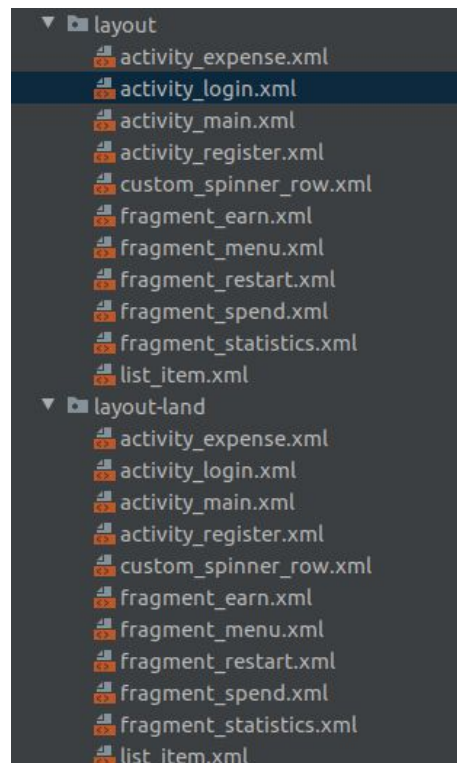 layout
activity_expense.xml
activity_login.xml
activity_main.xml
activity_register.xml
custom_spinner_row.xml
fragment_earn.xml
fragment_menu.xml
fragment_restart.xml
fragment_spend.xml
fragment_statistics.xml
list_item.xml
layout-land
activity_expense.xml
activity_login.xml
activity_main.xml
activity_register.xml
custom_spinner_row.xml
fragment_earn.xml
fragment_menu.xml
fragment_restart.xml
fragment_spend.xml
fragment_statistics.xml
list_item.xml